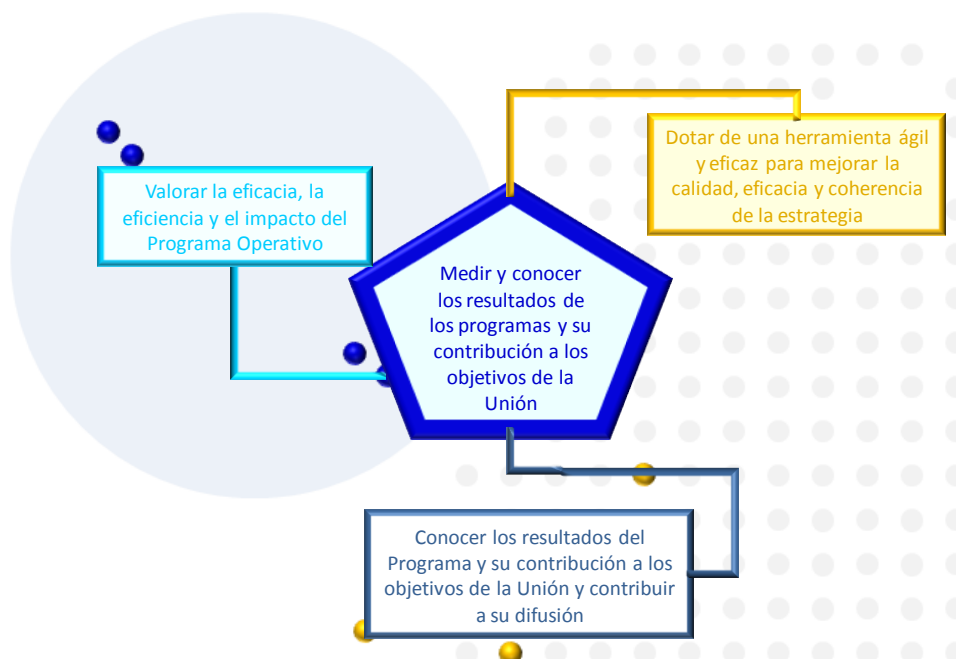 Dotar de una herramienta ágil
y eficaz para mejorar la
calidad, eficacia y coherencia
de la estrategia
Valorar la eficacia, la
eficiencia y el impacto del
Programa Operativo
Medir y conocer
los resultados de
los programas y su
contribución a los
objetivos de la
Unión
Conocer los resultados del
Programa y su contribución a los
objetivos de la Unión y contribuir
a su difusión